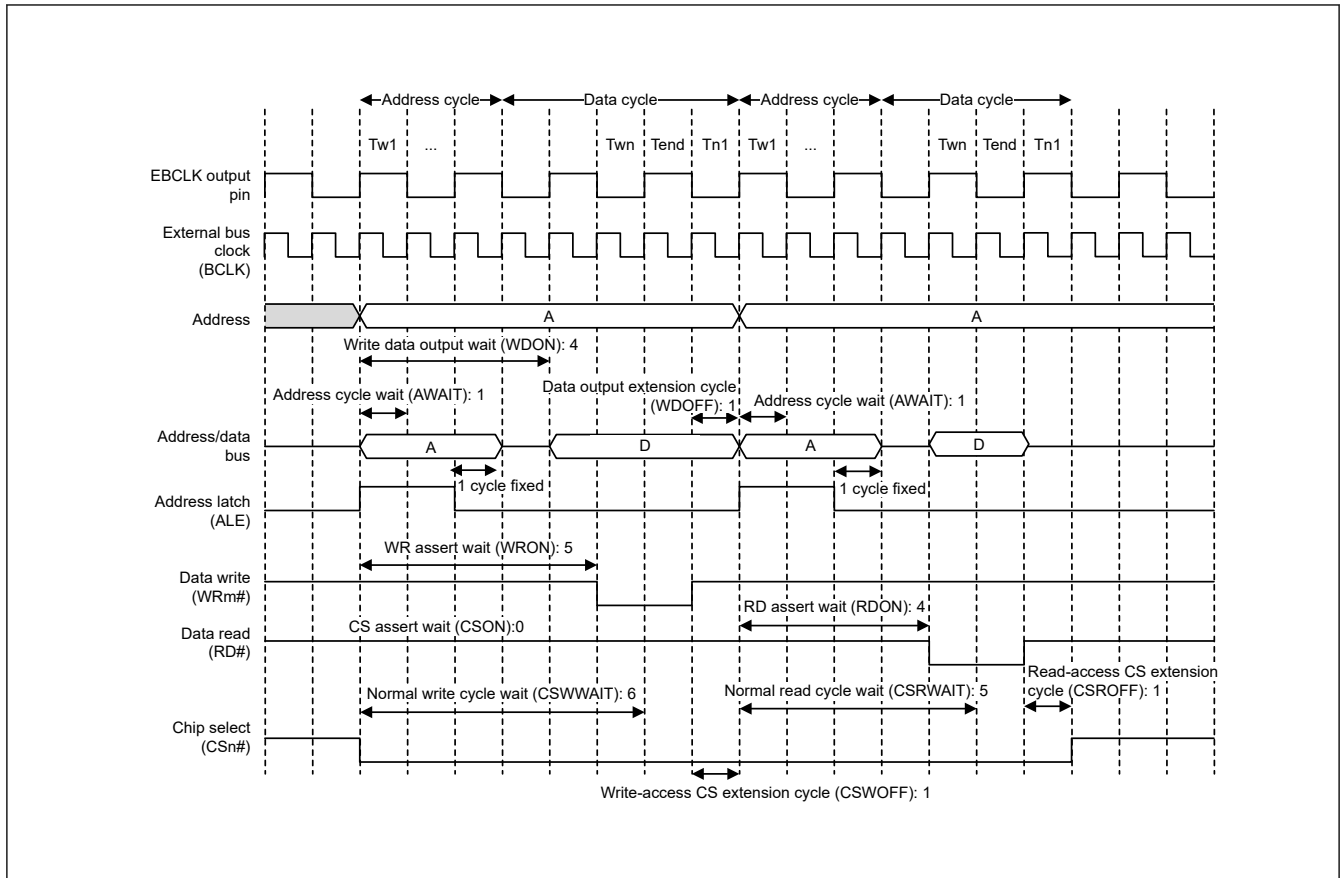 Address cycle
Data cycle
Address cycle
Data cycle
Tw1
...
Twn
Tend
Tn1
Tw1
...
Twn
Tend
Tn1
EBCLK output
pin
External bus
clock
(BCLK)
Address
A
A
Write data output wait (WDON): 4
Address cycle wait (AWAIT): 1
Data output extension cycle
(WDOFF): 1
Address cycle wait (AWAIT): 1
Address/data
bus
A
D
A
D
1 cycle fixed
1 cycle fixed
Address latch
(ALE)
WR assert wait (WRON): 5
Data write
(WRm#)
RD assert wait (RDON): 4
CS assert wait (CSON):0
Data read
(RD#)
Read-access CS extension
cycle (CSROFF): 1
Normal write cycle wait (CSWWAIT): 6
Normal read cycle wait (CSRWAIT): 5
Chip select
(CSn#)
Write-access CS extension cycle (CSWOFF): 1